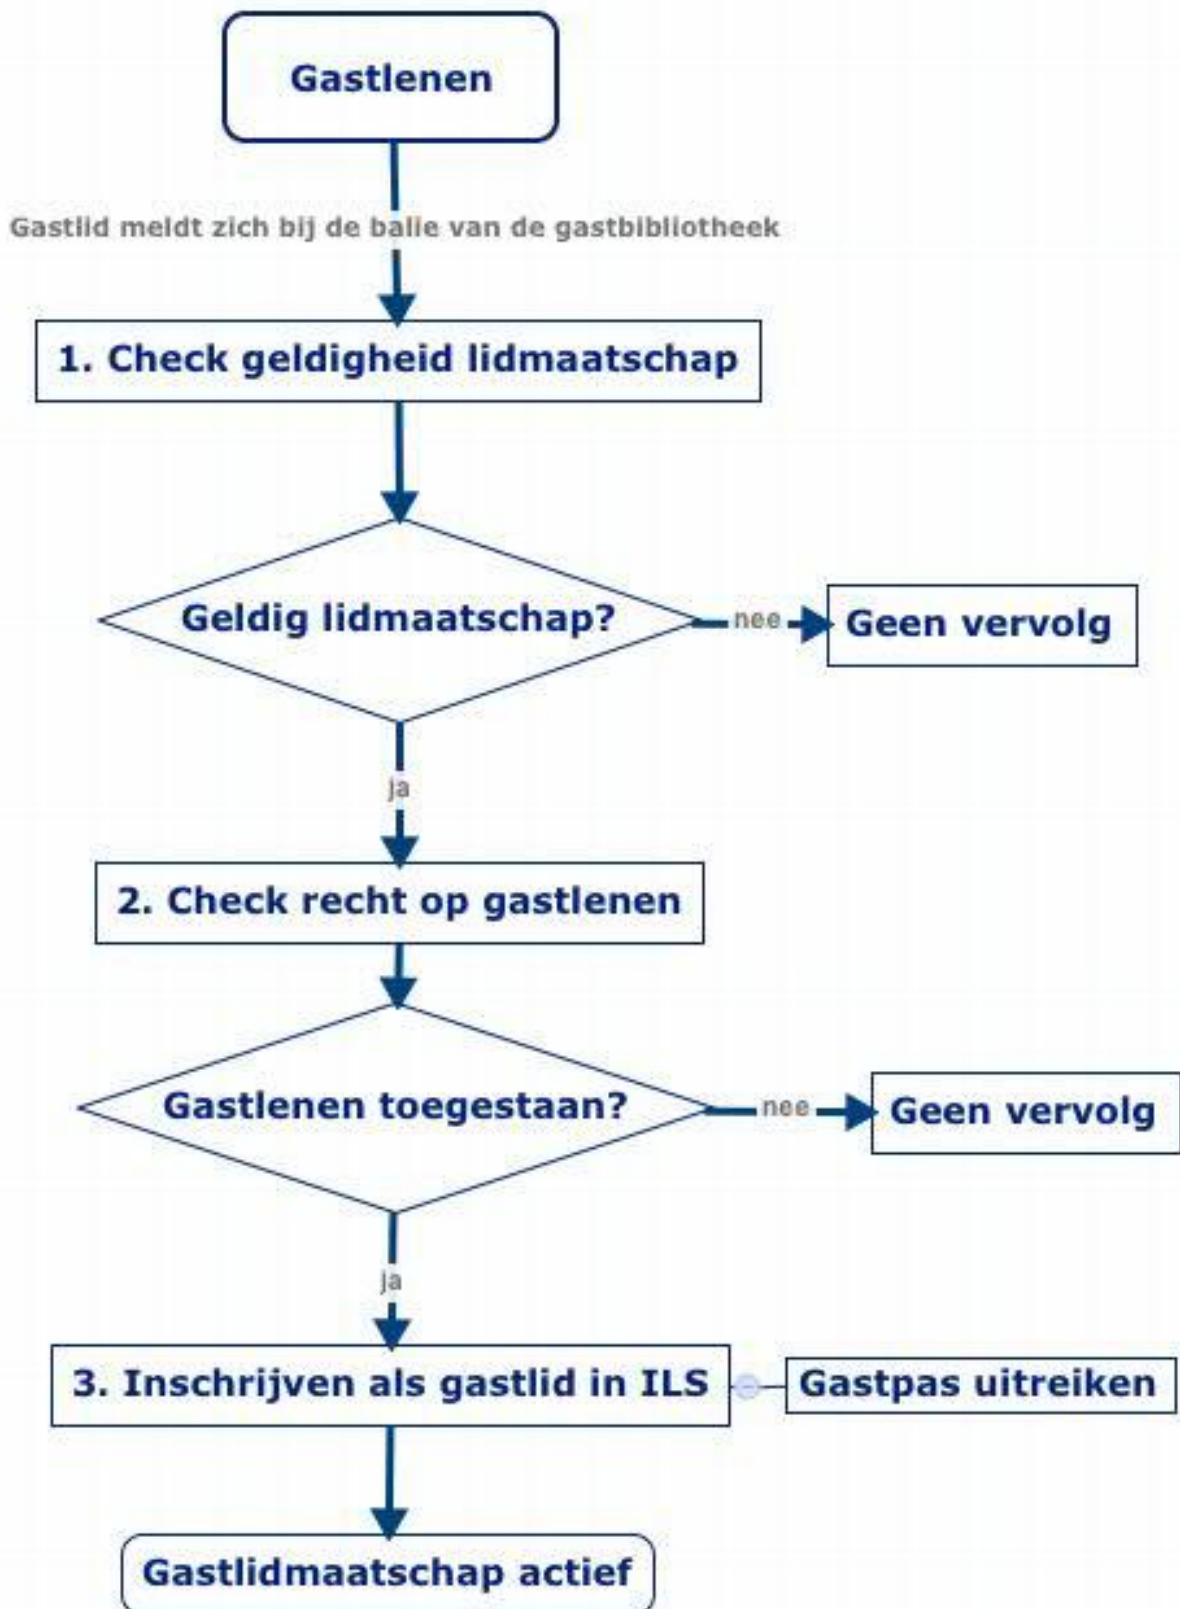 Gastlenen
Gastlid meldt zich bij de balie van de gastbibliotheek
1. Check geldigheid lidmaatschap
Geldig lidmaatschap?
nee
Geen vervolg
ja
2. Check recht op gastlenen
Gastlenen toegestaan?
nee
Geen vervolg
ja
3. Inschrijven als gastlid in ILS
Gastpas uitreiken
Gastlidmaatschap actief